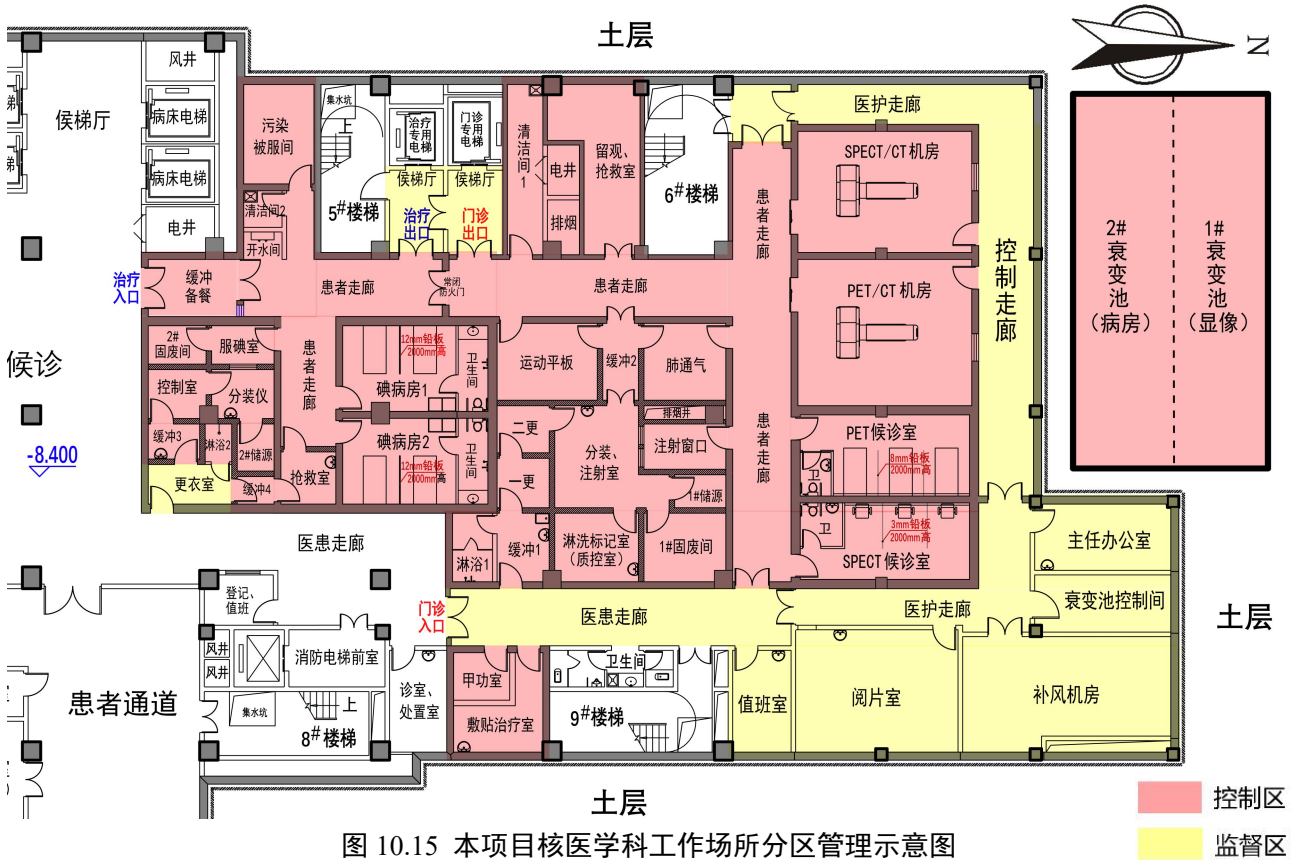 土层
N
风井
病床电梯
侯梯厅
病床电梯
电井
梯
梯
污染
被服间
集水坑
上
5#楼梯
治疗
专用
电梯
门诊
专用
电梯
侯梯厅
侯梯厅
治疗
出口
门诊
出口
清洁间1
电井
排烟
留观、
抢救室
6#楼梯
医护走廊
SPECT/CT机房
患者走廊
控制走廊
2#
衰变池
（病房）
1#
衰变池
（显像）
清洁间2
开水间
治疗
入口
缓冲
备餐
患者走廊
常闭
防火门
患者走廊
PET/CT机房
候诊
-8.400
2#
固废间
服碘室
患者走廊
12mm铅板
2000mm高
碘病房1
卫生间
运动平板
缓冲2
肺通气
控制室
分装仪
缓冲3
淋浴2
2#储源
更衣室
缓冲4
抢救室
碘病房2
12mm铅板
2000mm高
卫生间
二更
一更
分装、
注射室
排烟井
注射窗口
1#储源
患者走廊
PET候诊室
8mm铅板
2000mm高
卫
卫
3mm铅板
2000mm高
SPECT候诊室
医患走廊
淋浴1
缓冲1
淋洗标记室
（质控室）
1#固废间
主任办公室
衰变池控制间
土层
登记、
值班
门诊
入口
医患走廊
医护走廊
风井
风井
消防电梯前室
诊室、
处置室
甲功室
敷贴治疗室
卫生间
9#楼梯
值班室
阅片室
补风机房
患者通道
集水坑
上
8#楼梯
土层
控制区
监督区
图 10.15 本项目核医学科工作场所分区管理示意图